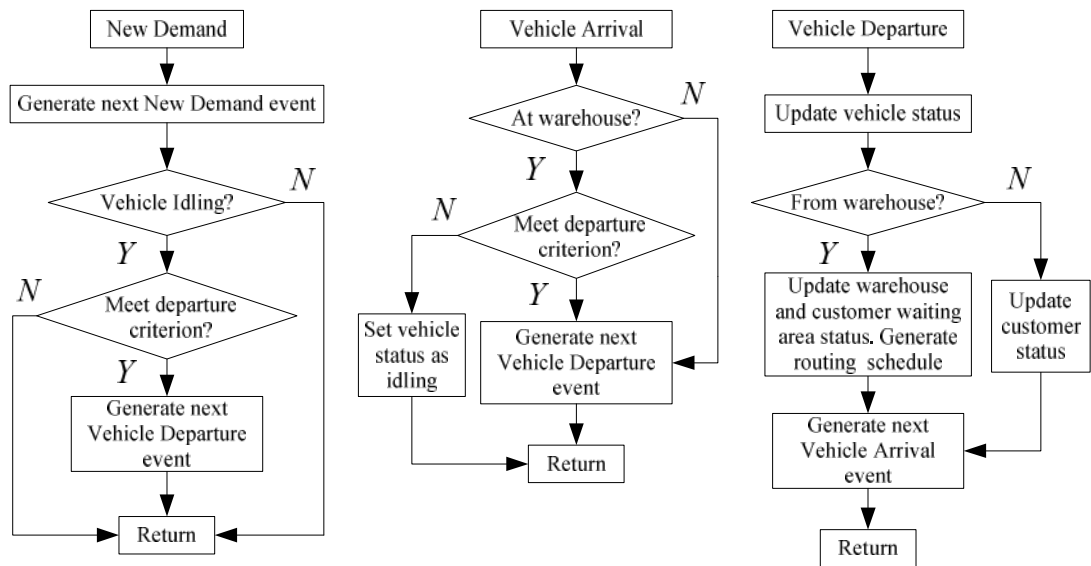 New Demand
Generate next New Demand event
Vehicle Idling?
N
Y
N
Meet departure
criterion?
Y
Generate next
Vehicle Departure
event
Return
Vehicle Arrival
At warehouse?
N
Y
N
Meet departure
criterion?
Y
Set vehicle
status as
idling
Generate next
Vehicle Departure
event
Return
Vehicle Departure
Update vehicle status
From warehouse?
N
Y
Update warehouse
and customer waiting
area status. Generate
routing schedule
Update
customer
status
Generate next
Vehicle Arrival
event
Return